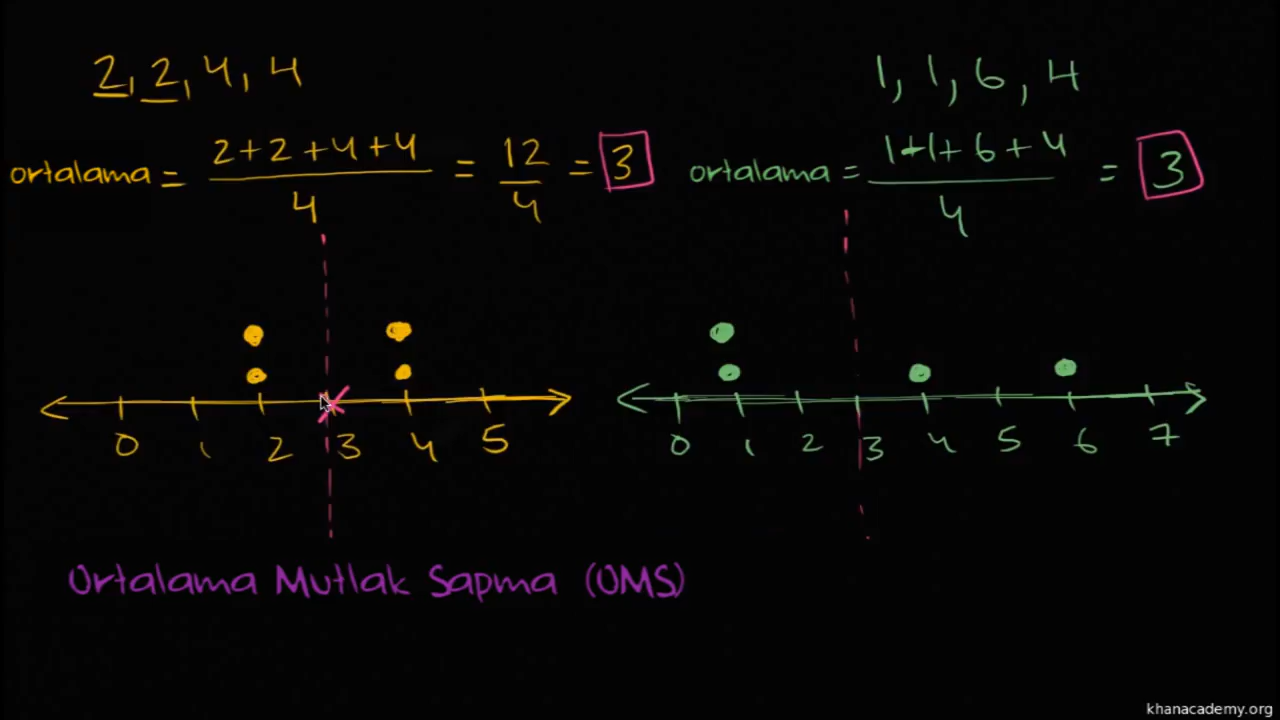 2, 2, 4, 4
ortalama = 2+2+4+4 / 4 = 12 / 4 = 3
0 1 2 3 4 5
1, 1, 6, 4
ortalama = 1+1+6+4 / 4 = 3
0 1 2 3 4 5 6 7
Ortalama Mutlak Sapma (OMS)
khanacademy.org